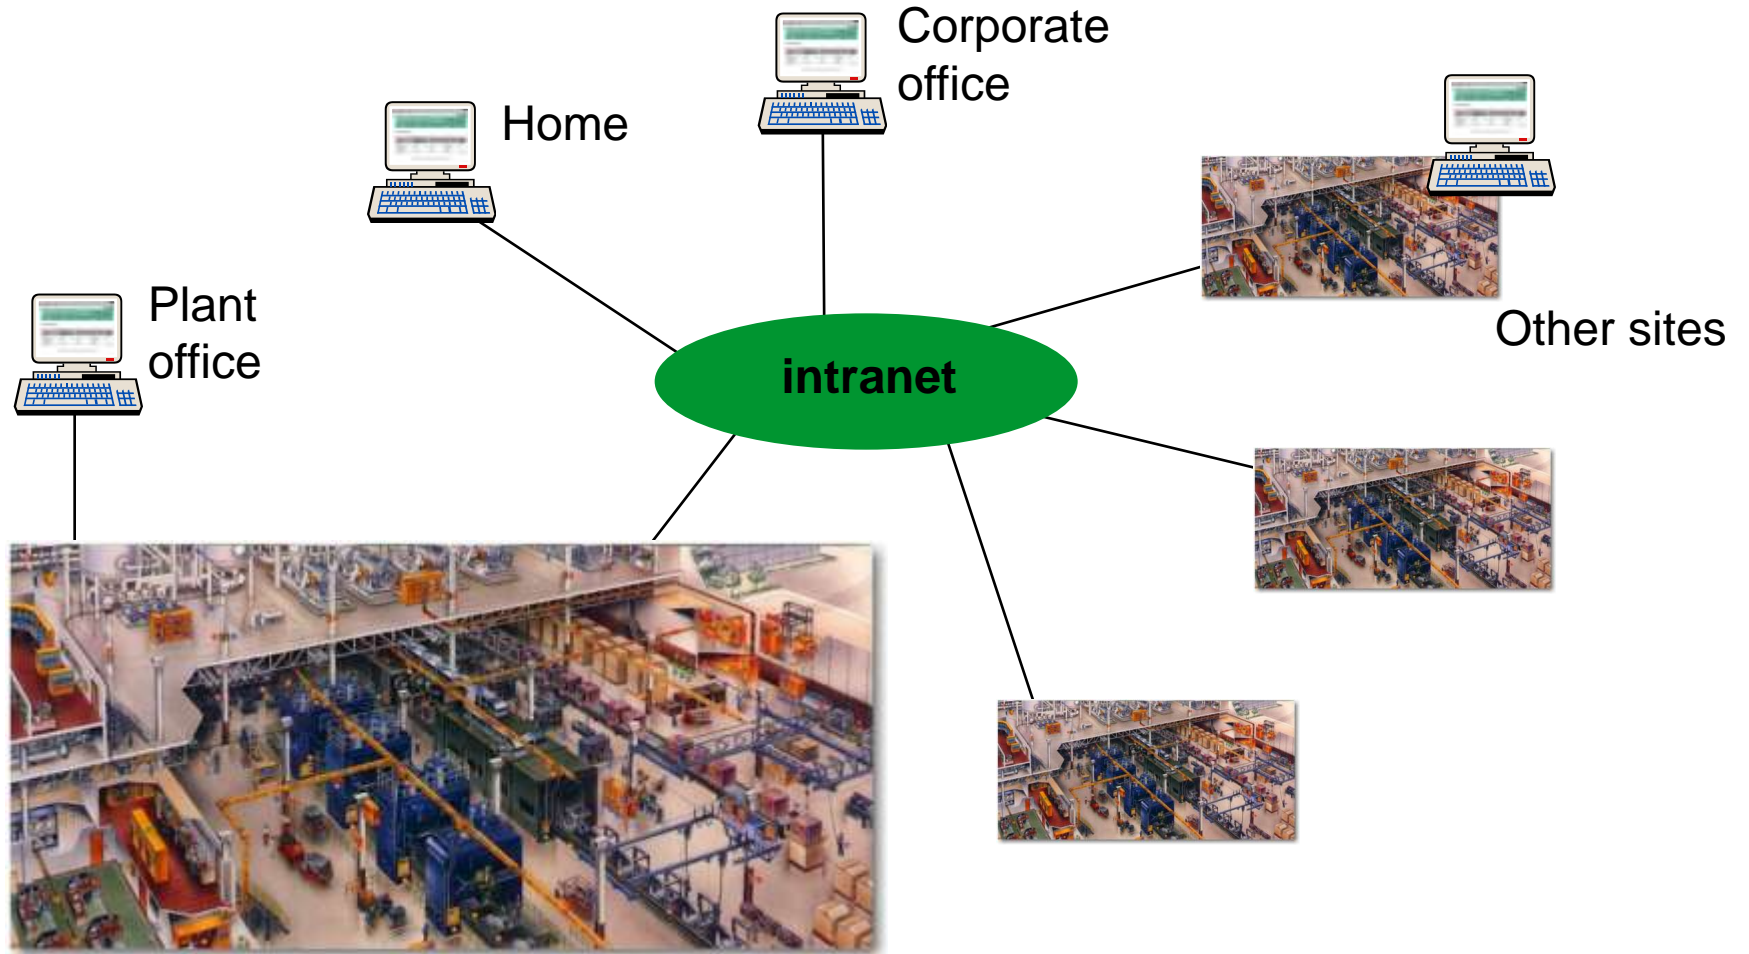 Corporate
office
Home
Plant
office
Other sites
intranet